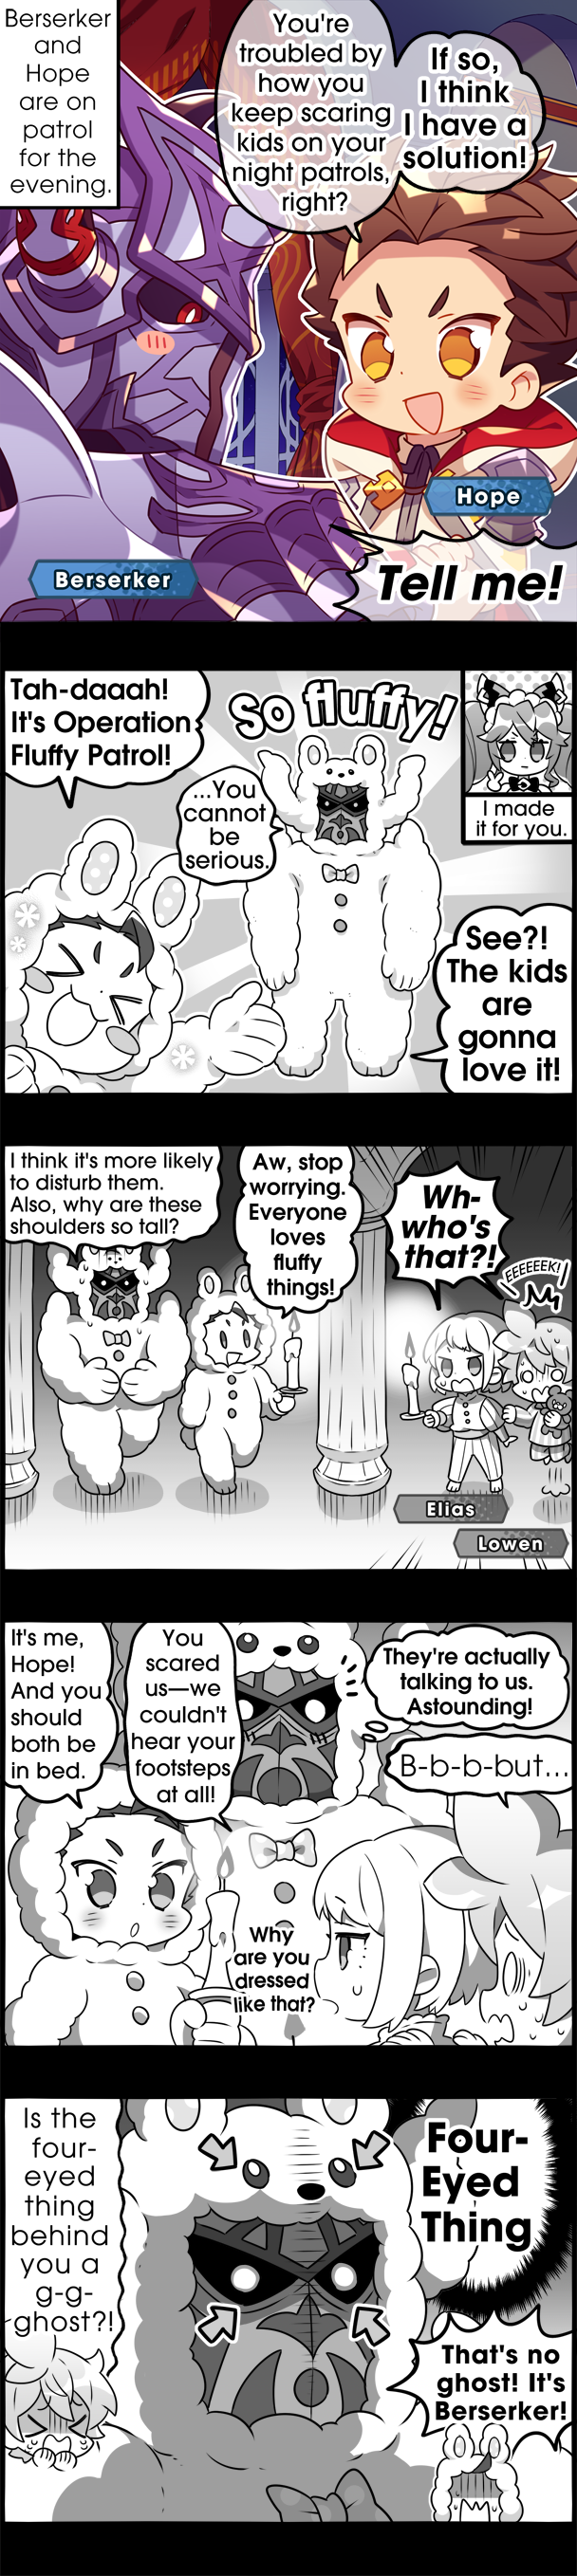 Berserker
and
Hope
are on
patrol
for the
evening.
You're
troubled by
how you
keep scaring
kids on your
night patrols,
right?
If so,
I think
I have a
solution!
Hope
Berserker
Tell me!
Tah-daaah!
It's Operation
Fluffy Patrol!
So fluffy!
...You
cannot
be
serious.
I made
it for you.
See?!
The kids
are
gonna
love it!
I think it's more likely
to disturb them.
Also, why are these
shoulders so tall?
Aw, stop
worrying.
Everyone
loves
fluffy
things!
Wh-
who's
that?!
EEEEEEK!
Elias
Lowen
It's me,
Hope!
And you
should
both be
in bed.
You
scared
us—we
couldn't
hear your
footsteps
at all!
They're actually
talking to us.
Astounding!
B-b-b-but...
Why
are you
dressed
like that?
Is the
four-
eyed
thing
behind
you a
g-g-
ghost?!
Four-
Eyed
Thing
That's no
ghost! It's
Berserker!